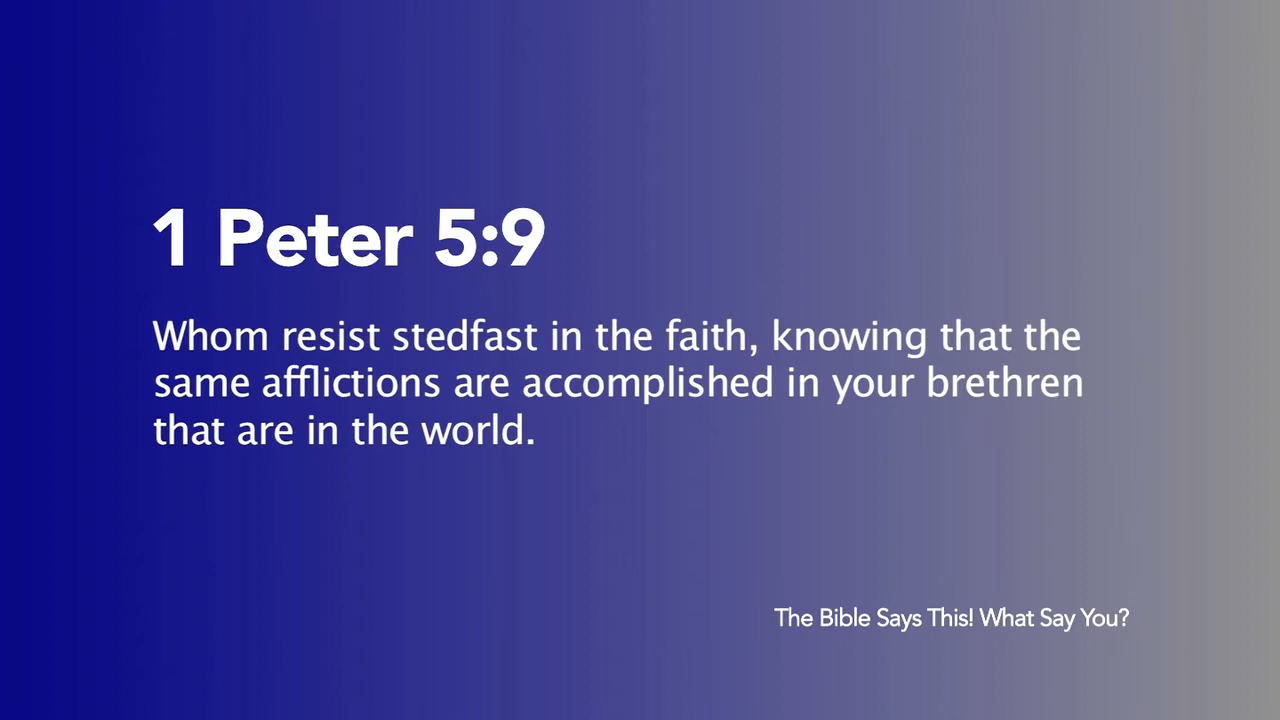 1 Peter 5:9
Whom resist stedfast in the faith, knowing that the
same afflictions are accomplished in your brethren
that are in the world.
The Bible Says This! What Say You?